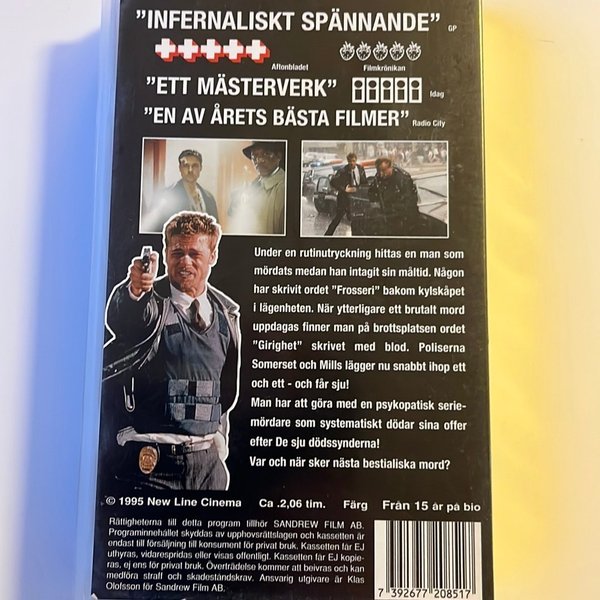 ”INFERNALISKT SPÄNNANDE” GP
Aftonbladet Filmkrönikan
”ETT MÄSTERVERK” Idag
”EN AV ÅRETS BÄSTA FILMER” Radio City
Under en rutinutryckning hittas en man som
mördats medan han intagit sin måltid. Någon
har skrivit ordet ”Frosseri” bakom kylskåpet
i lägenheten. När ytterligare ett brutalt mord
uppdagas finner man på brottsplatsen ordet
”Girighet” skrivet med blod. Poliserna
Somerset och Mills lägger nu snabbt ihop ett
och ett - och får sju!
Man har att göra med en psykopatisk serie-
mördare som systematiskt dödar sina offer
efter De sju dödssynderna!
Var och när sker nästa bestialiska mord?
© 1995 New Line Cinema Ca .2,06 tim. Färg Från 15 år på bio
Rättigheterna till detta program tillhör SANDREW FILM AB.
Programinnehållet skyddas av upphovsrättslagen och kassetten är
endast till försäljning till konsument för privat bruk. Kassetten får EJ
uthyras, vidarespridas eller visas offentligt. Kassetten får EJ kopie-
ras, ej ens för privat bruk. Överträdelse kommer att beivras och kan
medföra straff och skadeståndskrav. Ansvarig utgivare är Klas
Olofsson för Sandrew Film AB.
7 392677 208517